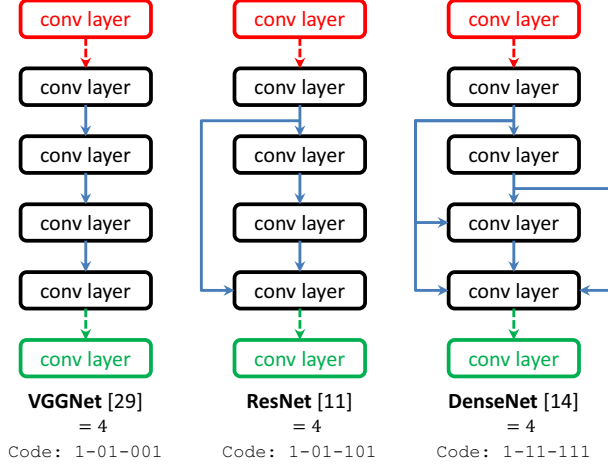 conv layer conv layer conv layer
conv layer conv layer conv layer
conv layer conv layer conv layer
conv layer conv layer conv layer
conv layer conv layer conv layer
conv layer conv layer conv layer
VGGNet [29] ResNet [11] DenseNet [14]
= 4 = 4 = 4
Code: 1-01-001 Code: 1-01-101 Code: 1-11-111